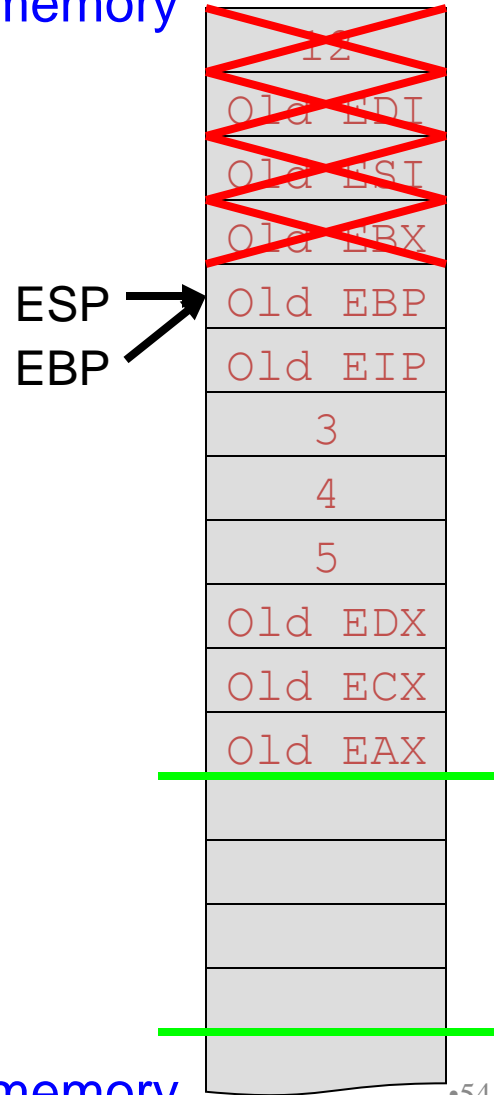 memory
12
Old EDI
Old ESI
Old EBX
ESP
Old EBP
EBP
Old EIP
3
4
5
Old EDX
Old ECX
Old EAX
memory
•54